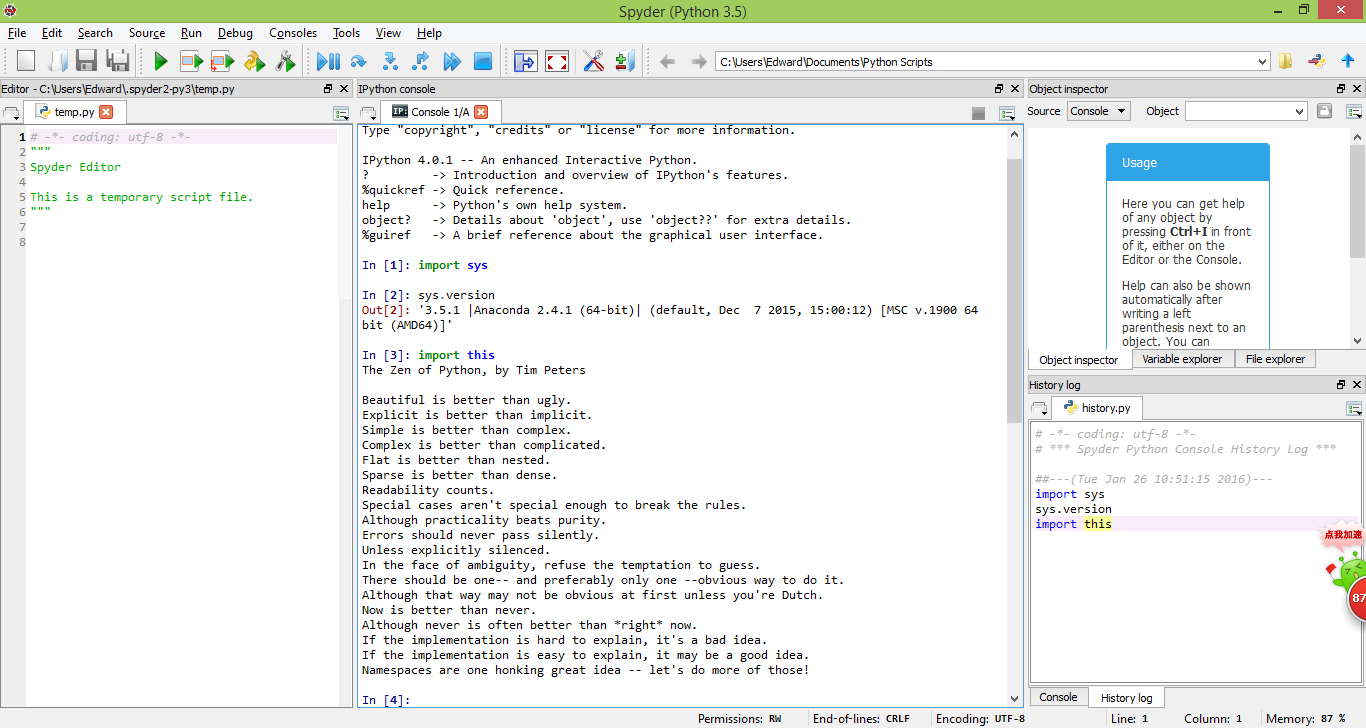 Spyder (Python 3.5)
File Edit Search Source Run Debug Consoles Tools View Help
C:\Users\Edward\Documents\Python Scripts
Editor - C:\Users\Edward\.spyder2-py3\temp.py
temp.py
1 # -*- coding: utf-8 -*-
2 """
3 Spyder Editor
4
5 This is a temporary script file.
6 """
7
8
IPython console
IP: Console 1/A
Type "copyright", "credits" or "license" for more information.
IPython 4.0.1 -- An enhanced Interactive Python.
? -> Introduction and overview of IPython's features.
%quickref -> Quick reference.
help -> Python's own help system.
object? -> Details about 'object', use 'object??' for extra details.
%guiref -> A brief reference about the graphical user interface.
In [1]: import sys
In [2]: sys.version
Out[2]: '3.5.1 |Anaconda 2.4.1 (64-bit)| (default, Dec  7 2015, 15:00:12) [MSC v.1900 64
bit (AMD64)]'
In [3]: import this
The Zen of Python, by Tim Peters
Beautiful is better than ugly.
Explicit is better than implicit.
Simple is better than complex.
Complex is better than complicated.
Flat is better than nested.
Sparse is better than dense.
Readability counts.
Special cases aren't special enough to break the rules.
Although practicality beats purity.
Errors should never pass silently.
Unless explicitly silenced.
In the face of ambiguity, refuse the temptation to guess.
There should be one-- and preferably only one --obvious way to do it.
Although that way may not be obvious at first unless you're Dutch.
Now is better than never.
Although never is often better than *right* now.
If the implementation is hard to explain, it's a bad idea.
If the implementation is easy to explain, it may be a good idea.
Namespaces are one honking great idea -- let's do more of those!
In [4]:
Object inspector
Source Console Object
Usage
Here you can get help
of any object by
pressing Ctrl+I in front
of it, either on the
Editor or the Console.
Help can also be shown
automatically after
writing a left
parenthesis next to an
object. You can
Object inspector Variable explorer File explorer
History log
history.py
# -*- coding: utf-8 -*-
# *** Spyder Python Console History Log ***
##---(Tue Jan 26 10:51:15 2016)---
import sys
sys.version
import this
点我加速
87
Console History log
Permissions: RW End-of-lines: CRLF Encoding: UTF-8 Line: 1 Column: 1 Memory: 87 %